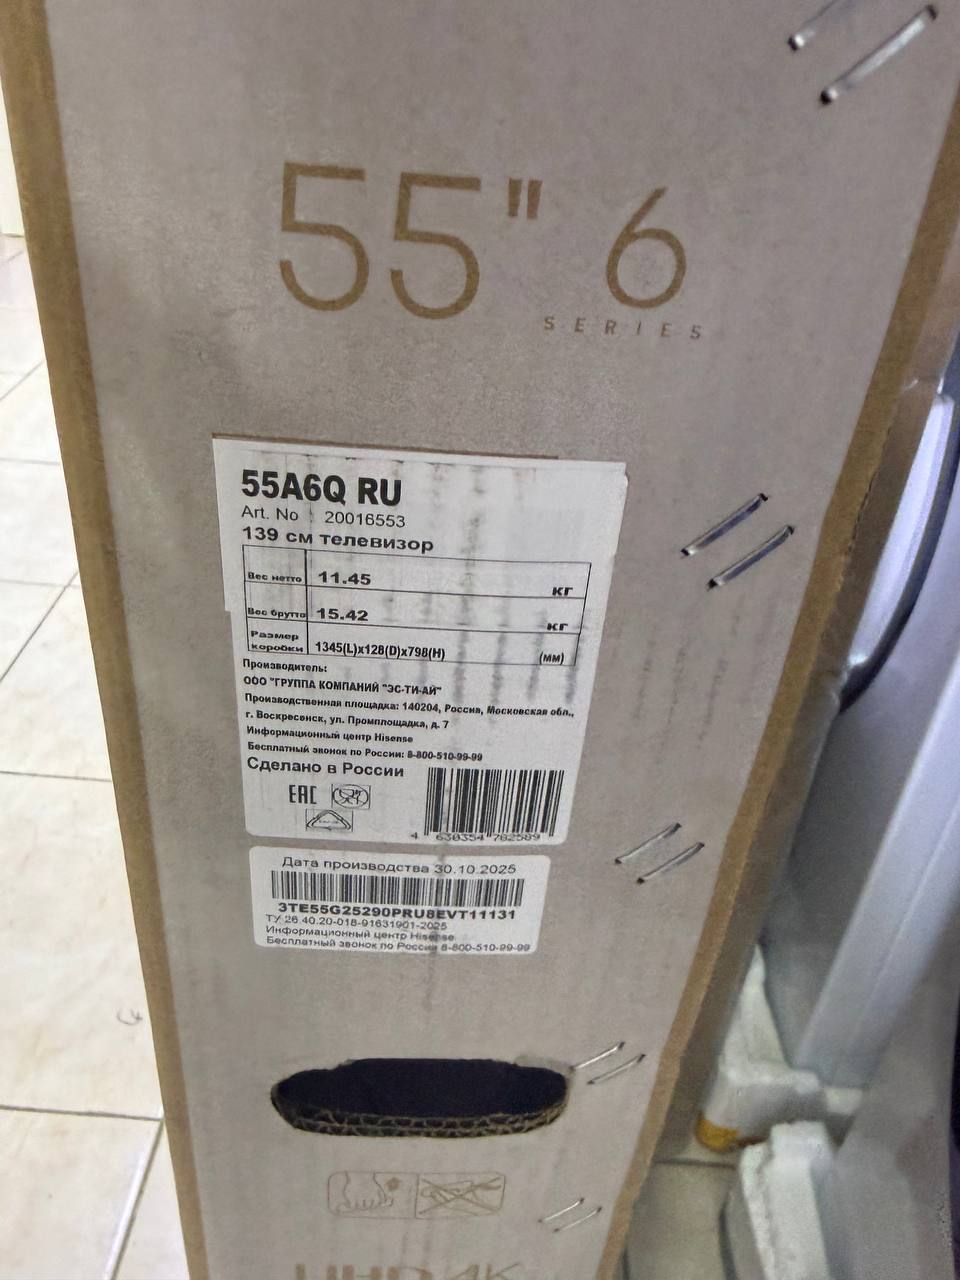 55" 6
SERIES
55A6Q RU
Art. No : 20016553
139 см телевизор
Вес нетто 11.45 кг
Вес брутто 15.42 кг
Размер коробки 1345(L)x128(D)x798(H) (мм)
Производитель:
ООО "ГРУППА КОМПАНИЙ "ЭС-ТИ-АЙ"
Производственная площадка: 140204, Россия, Московская обл.,
г. Воскресенск, ул. Промплощадка, д. 7
Информационный центр Hisense
Бесплатный звонок по России: 8-800-510-99-99
Сделано в России
EAC
4 630354 782589
Дата производства 30.10.2025
3TE55G25290PRU8EVT11131
ТУ 26.40.20-018-91631901-2025
Информационный центр Hisense
Бесплатный звонок по России 8-800-510-99-99
UHD 4K